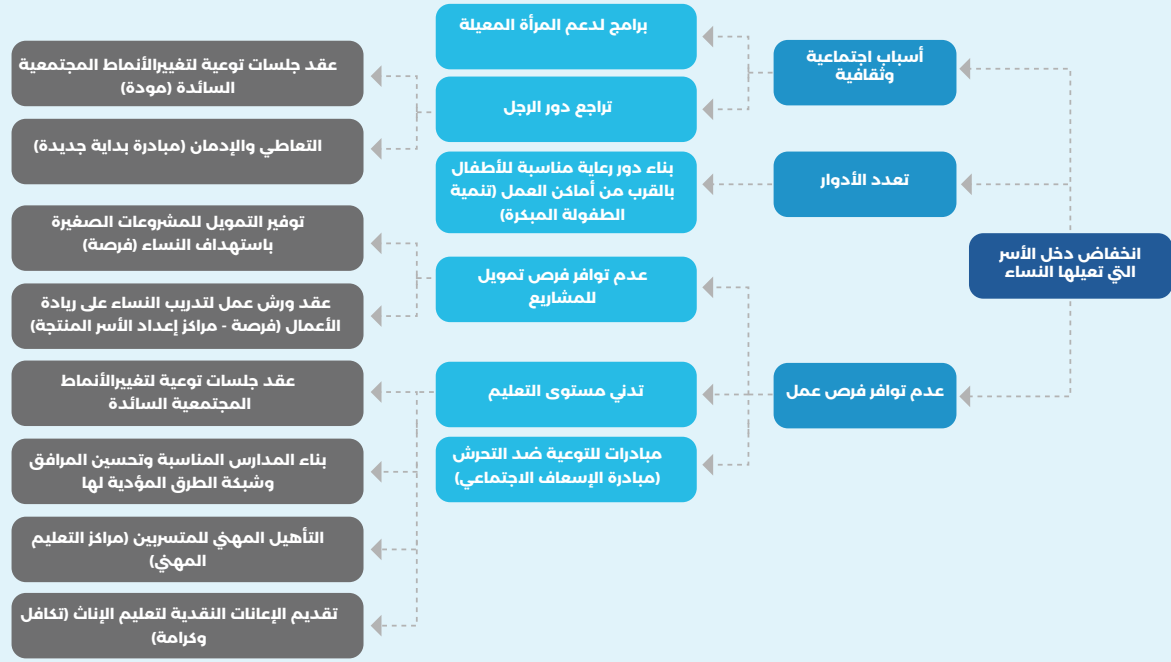 انخفاض دخل الأسر
التي تعيلها النساء
أسباب اجتماعية
وثقافية
تعدد الأدوار
عدم توافر فرص عمل
برامج لدعم المرأة المعيلة
تراجع دور الرجل
بناء دور رعاية مناسبة للأطفال
بالقرب من أماكن العمل (تنمية
الطفولة المبكرة)
عدم توافر فرص تمويل
للمشاريع
تدني مستوى التعليم
مبادرات للتوعية ضد التحرش
(مبادرة الإسعاف الاجتماعي)
عقد جلسات توعية لتغييرالأنماط المجتمعية
السائدة (مودة)
التعاطي والإدمان (مبادرة بداية جديدة)
توفير التمويل للمشروعات الصغيرة
باستهداف النساء (فرصة)
عقد ورش عمل لتدريب النساء على ريادة
الأعمال (فرصة - مراكز إعداد الأسر المنتجة)
عقد جلسات توعية لتغييرالأنماط
المجتمعية السائدة
بناء المدارس المناسبة وتحسين المرافق
وشبكة الطرق المؤدية لها
التأهيل المهني للمتسربين (مراكز التعليم
المهني)
تقديم الإعانات النقدية لتعليم الإناث (تكافل
وكرامة)